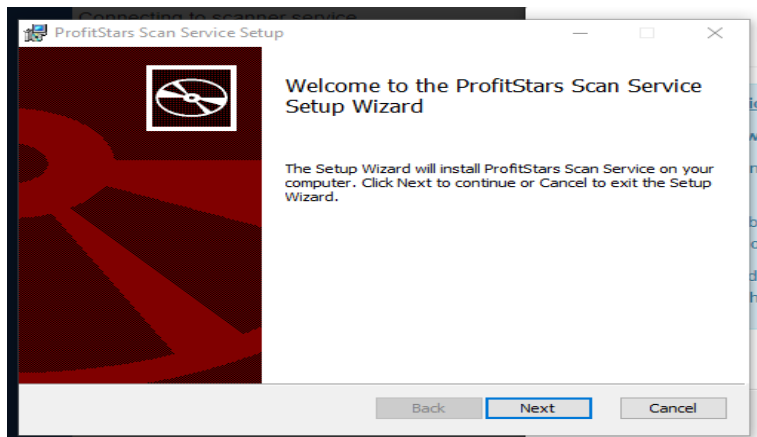 Connecting to scanner service
ProfitStars Scan Service Setup
Welcome to the ProfitStars Scan Service
Setup Wizard
The Setup Wizard will install ProfitStars Scan Service on your
computer. Click Next to continue or Cancel to exit the Setup
Wizard.
Back Next Cancel